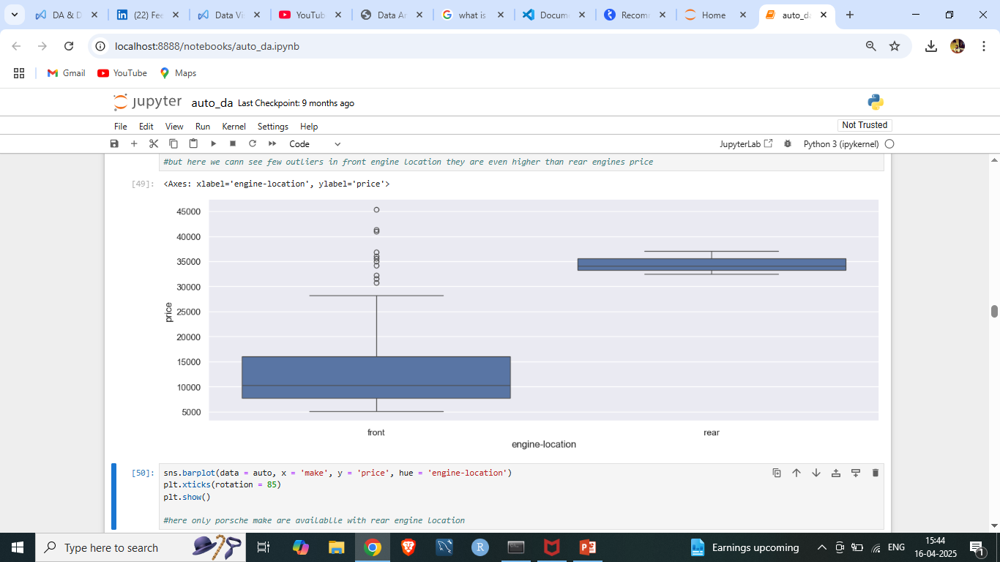 DA & D
(22) Fee
Data Vi
YouTub
Data Ar
what is
Docum
Recom
Home
auto_da
localhost:8888/notebooks/auto_da.ipynb
Gmail
YouTube
Maps
jupyter auto_da Last Checkpoint: 9 months ago
File Edit View Run Kernel Settings Help
Not Trusted
Code
JupyterLab
Python 3 (ipykernel)
#but here we cann see few outliers in front engine location they are even higher than rear engines price
[49]: <Axes: xlabel='engine-location', ylabel='price'>
45000
40000
35000
30000
25000
20000
15000
10000
5000
price
front
rear
engine-location
[50]: sns.barplot(data = auto, x = 'make', y = 'price', hue = 'engine-location')
plt.xticks(rotation = 85)
plt.show()
#here only porsche make are availablle with rear engine location
Type here to search
Earnings upcoming
ENG
15:44
16-04-2025
1